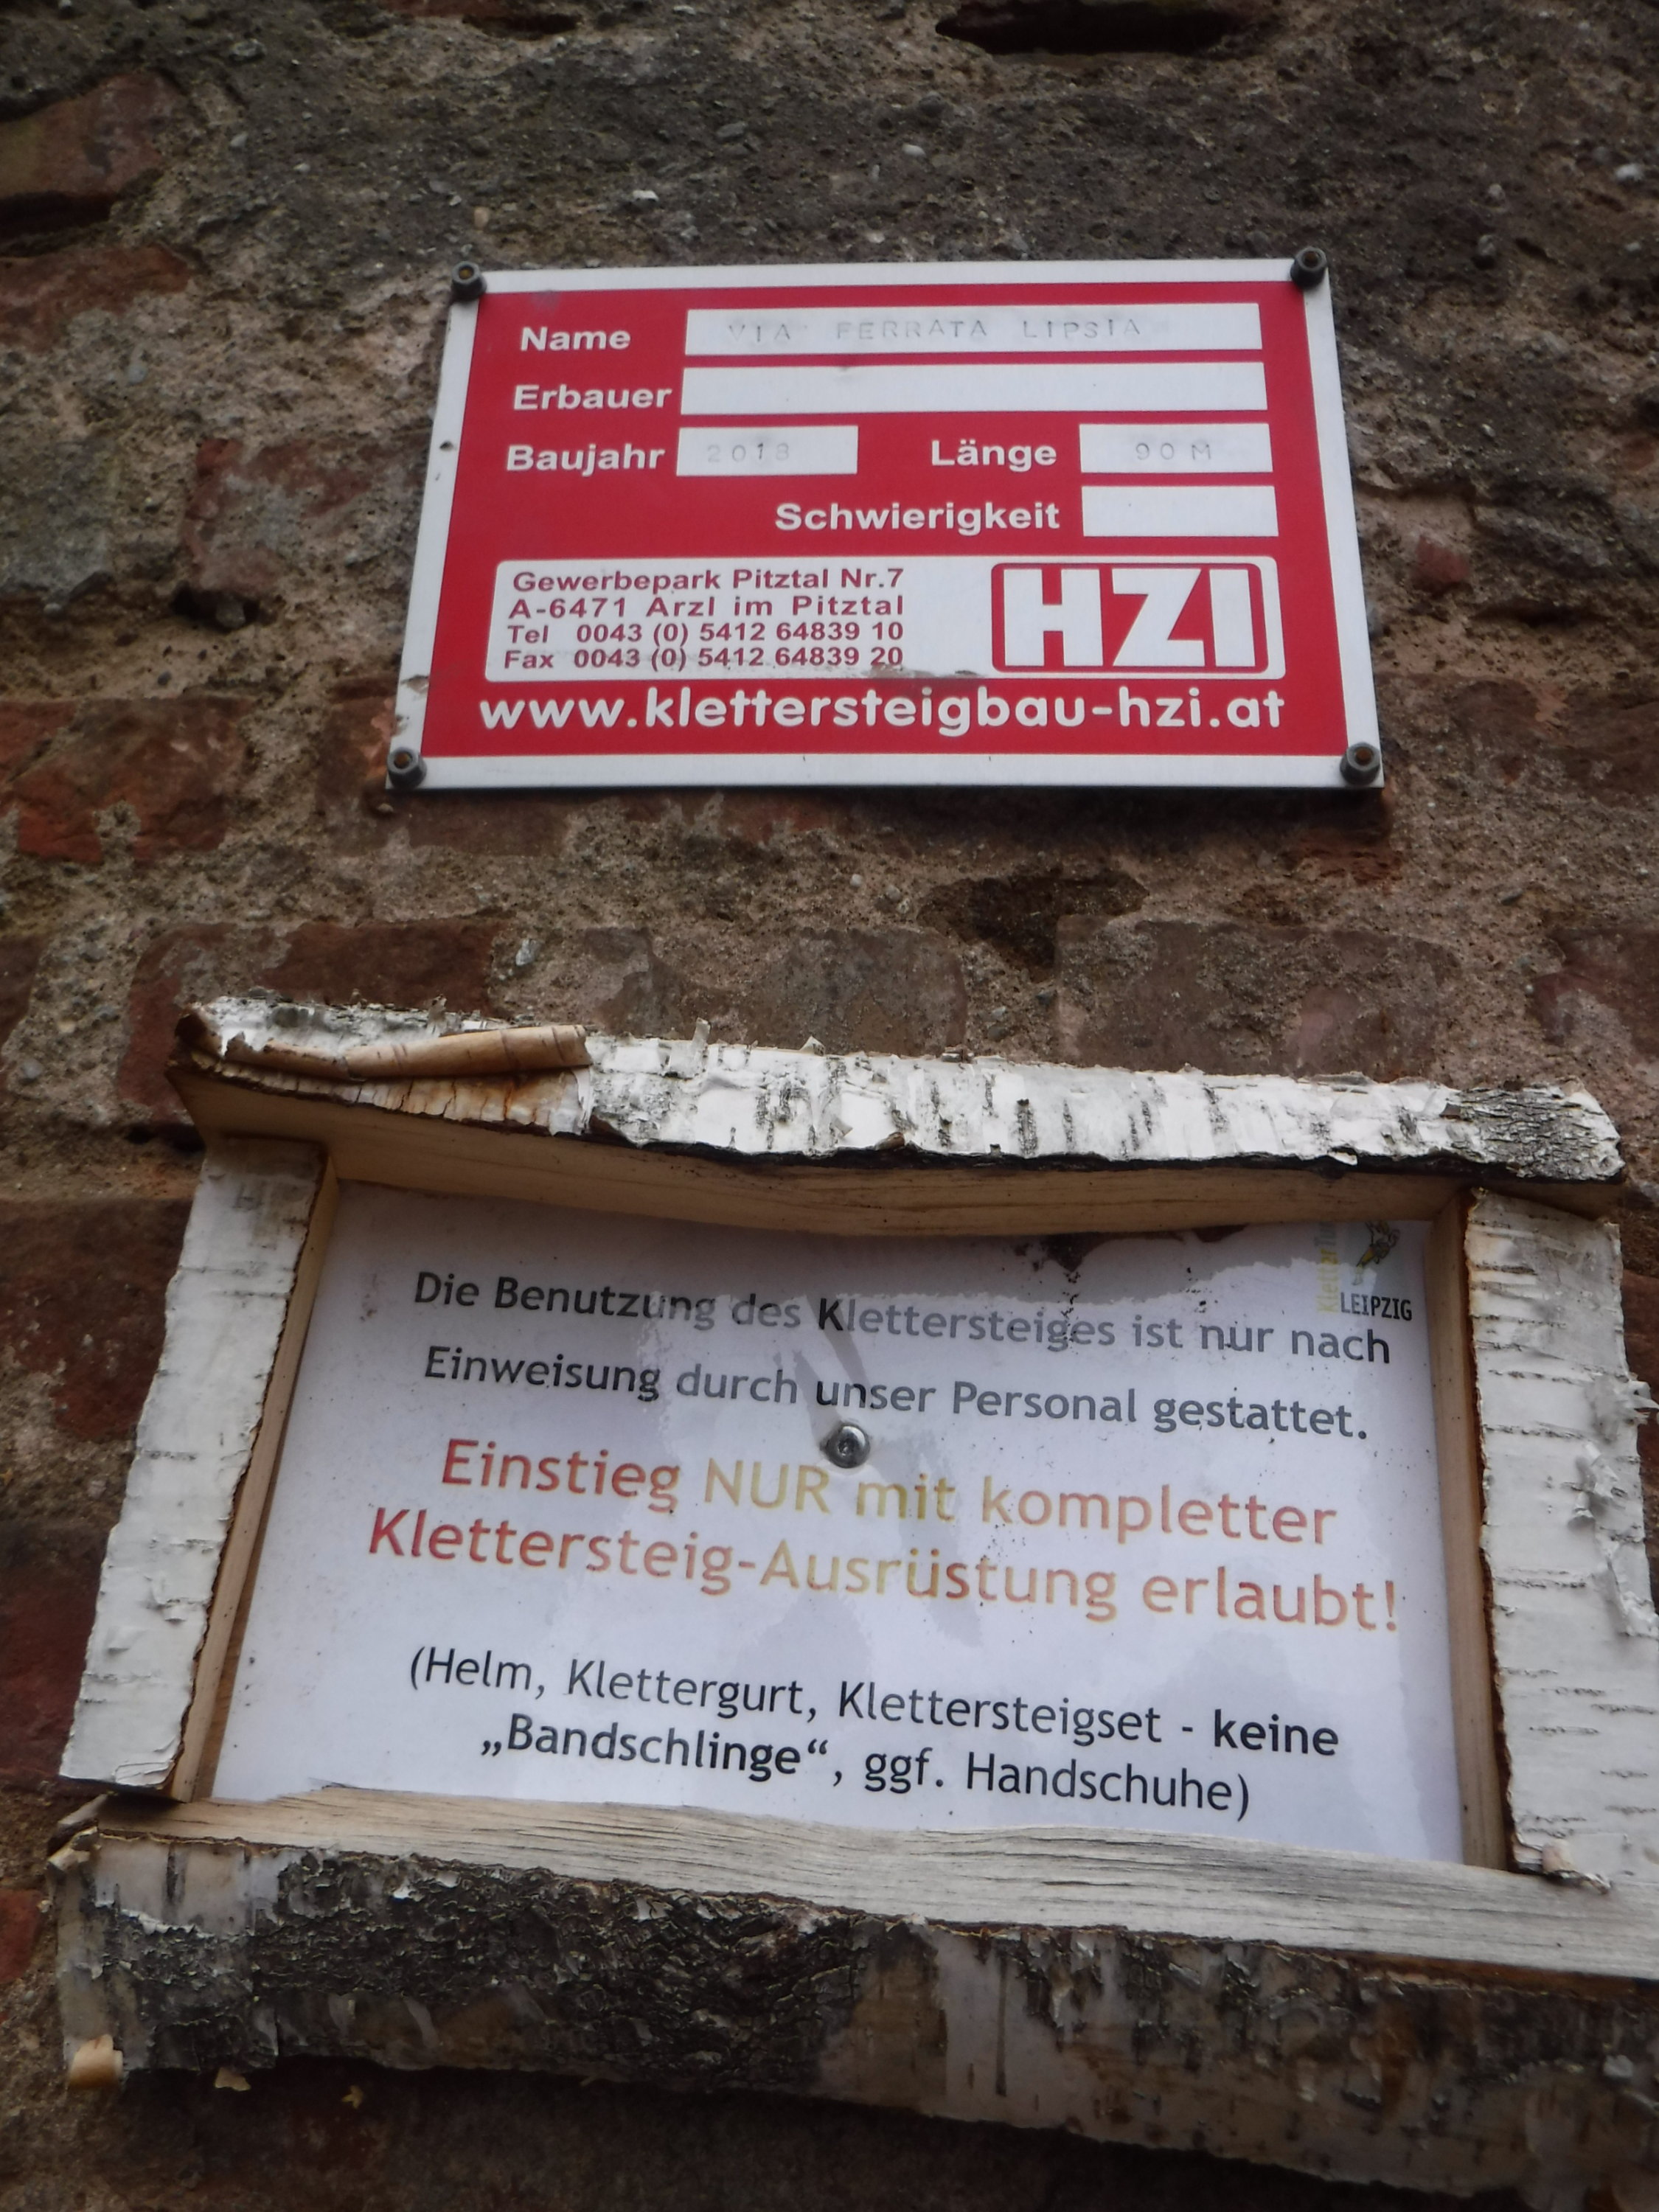 Name VIA FERRATA LIPSIA
Erbauer
Baujahr 2018 Länge 90 M
Schwierigkeit
Gewerbepark Pitztal Nr.7
A-6471 Arzl im Pitztal
Tel 0043 (0) 5412 64839 10
Fax 0043 (0) 5412 64839 20
HZI
www.klettersteigbau-hzi.at
LEIPZIG
Die Benutzung des Klettersteiges ist nur nach
Einweisung durch unser Personal gestattet.
Einstieg NUR mit kompletter
Klettersteig-Ausrüstung erlaubt!
(Helm, Klettergurt, Klettersteigset - keine
„Bandschlinge“, ggf. Handschuhe)